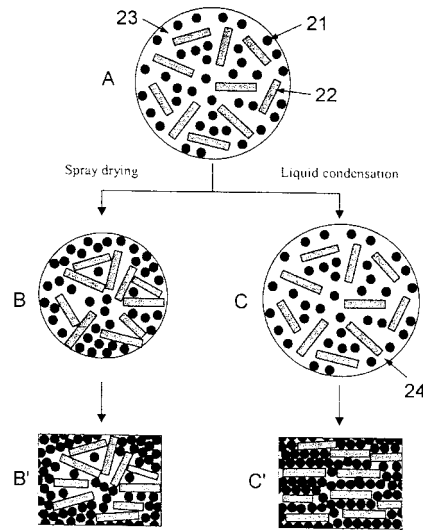 23
21
A
22
Spray drying
Liquid condensation
B
C
24
B'
C'